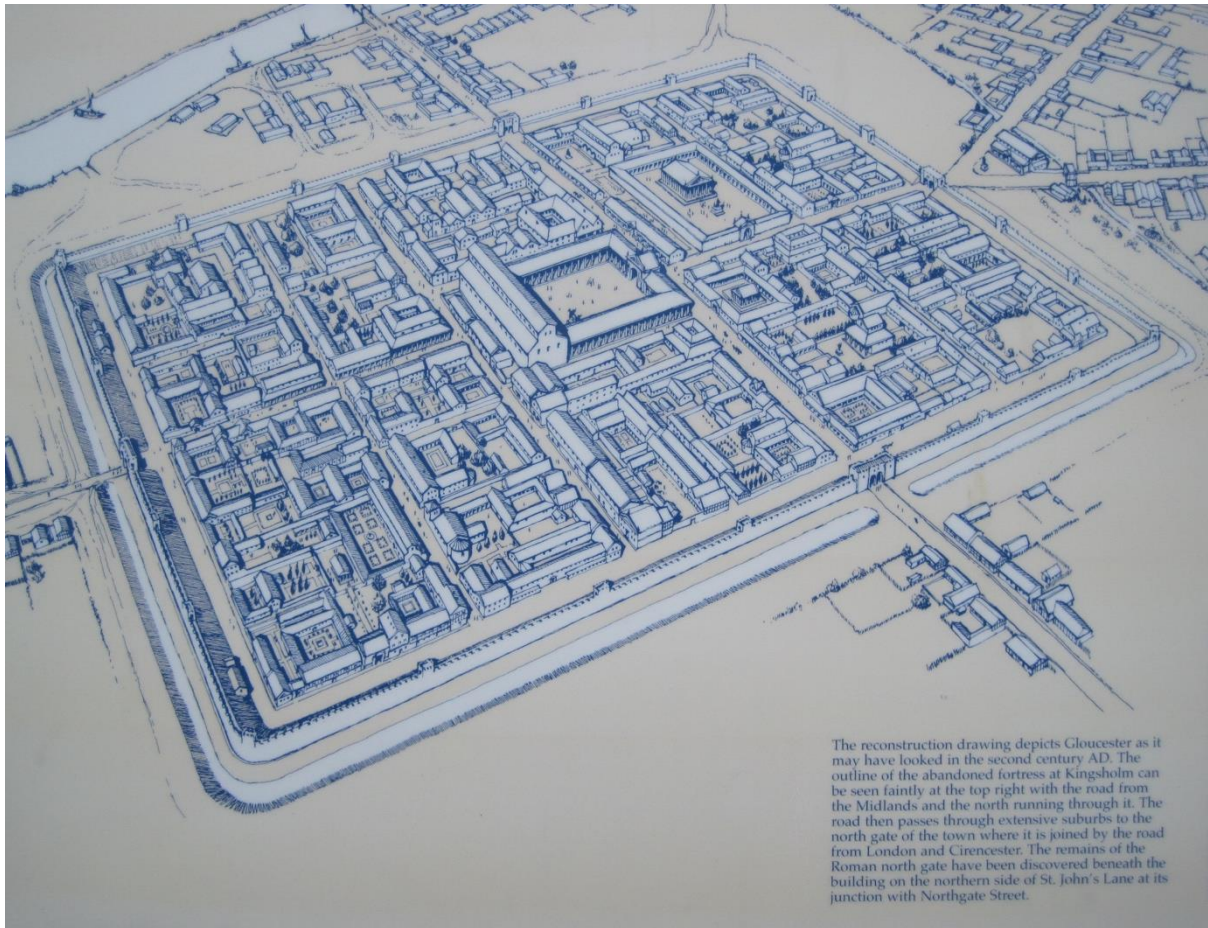 The reconstruction drawing depicts Gloucester as it
may have looked in the second century AD. The
outline of the abandoned fortress at Kingsholm can
be seen faintly at the top right with the road from
the Midlands and the north running through it. The
road then passes through extensive suburbs to the
north gate of the town where it is joined by the road
from London and Cirencester. The remains of the
Roman north gate have been discovered beneath the
building on the northern side of St. John's Lane at its
junction with Northgate Street.